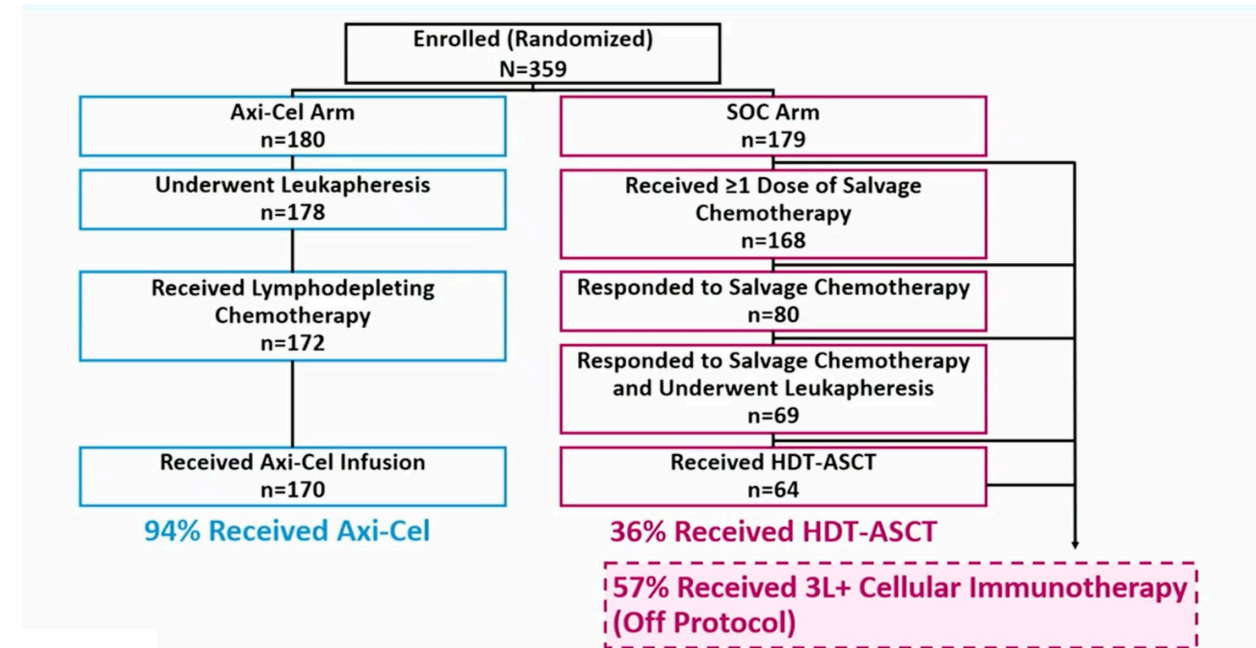 Enrolled (Randomized)
N=359
Axi-Cel Arm
n=180
Underwent Leukapheresis
n=178
Received Lymphodepleting
Chemotherapy
n=172
Received Axi-Cel Infusion
n=170
94% Received Axi-Cel
SOC Arm
n=179
Received ≥1 Dose of Salvage
Chemotherapy
n=168
Responded to Salvage Chemotherapy
n=80
Responded to Salvage Chemotherapy
and Underwent Leukapheresis
n=69
Received HDT-ASCT
n=64
36% Received HDT-ASCT
57% Received 3L+ Cellular Immunotherapy
(Off Protocol)